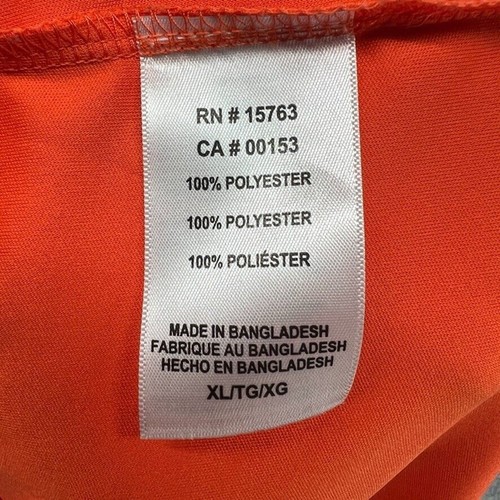 RN # 15763
CA # 00153
100% POLYESTER
100% POLYESTER
100% POLIÉSTER
MADE IN BANGLADESH
FABRIQUE AU BANGLADESH
HECHO EN BANGLADESH
XL/TG/XG